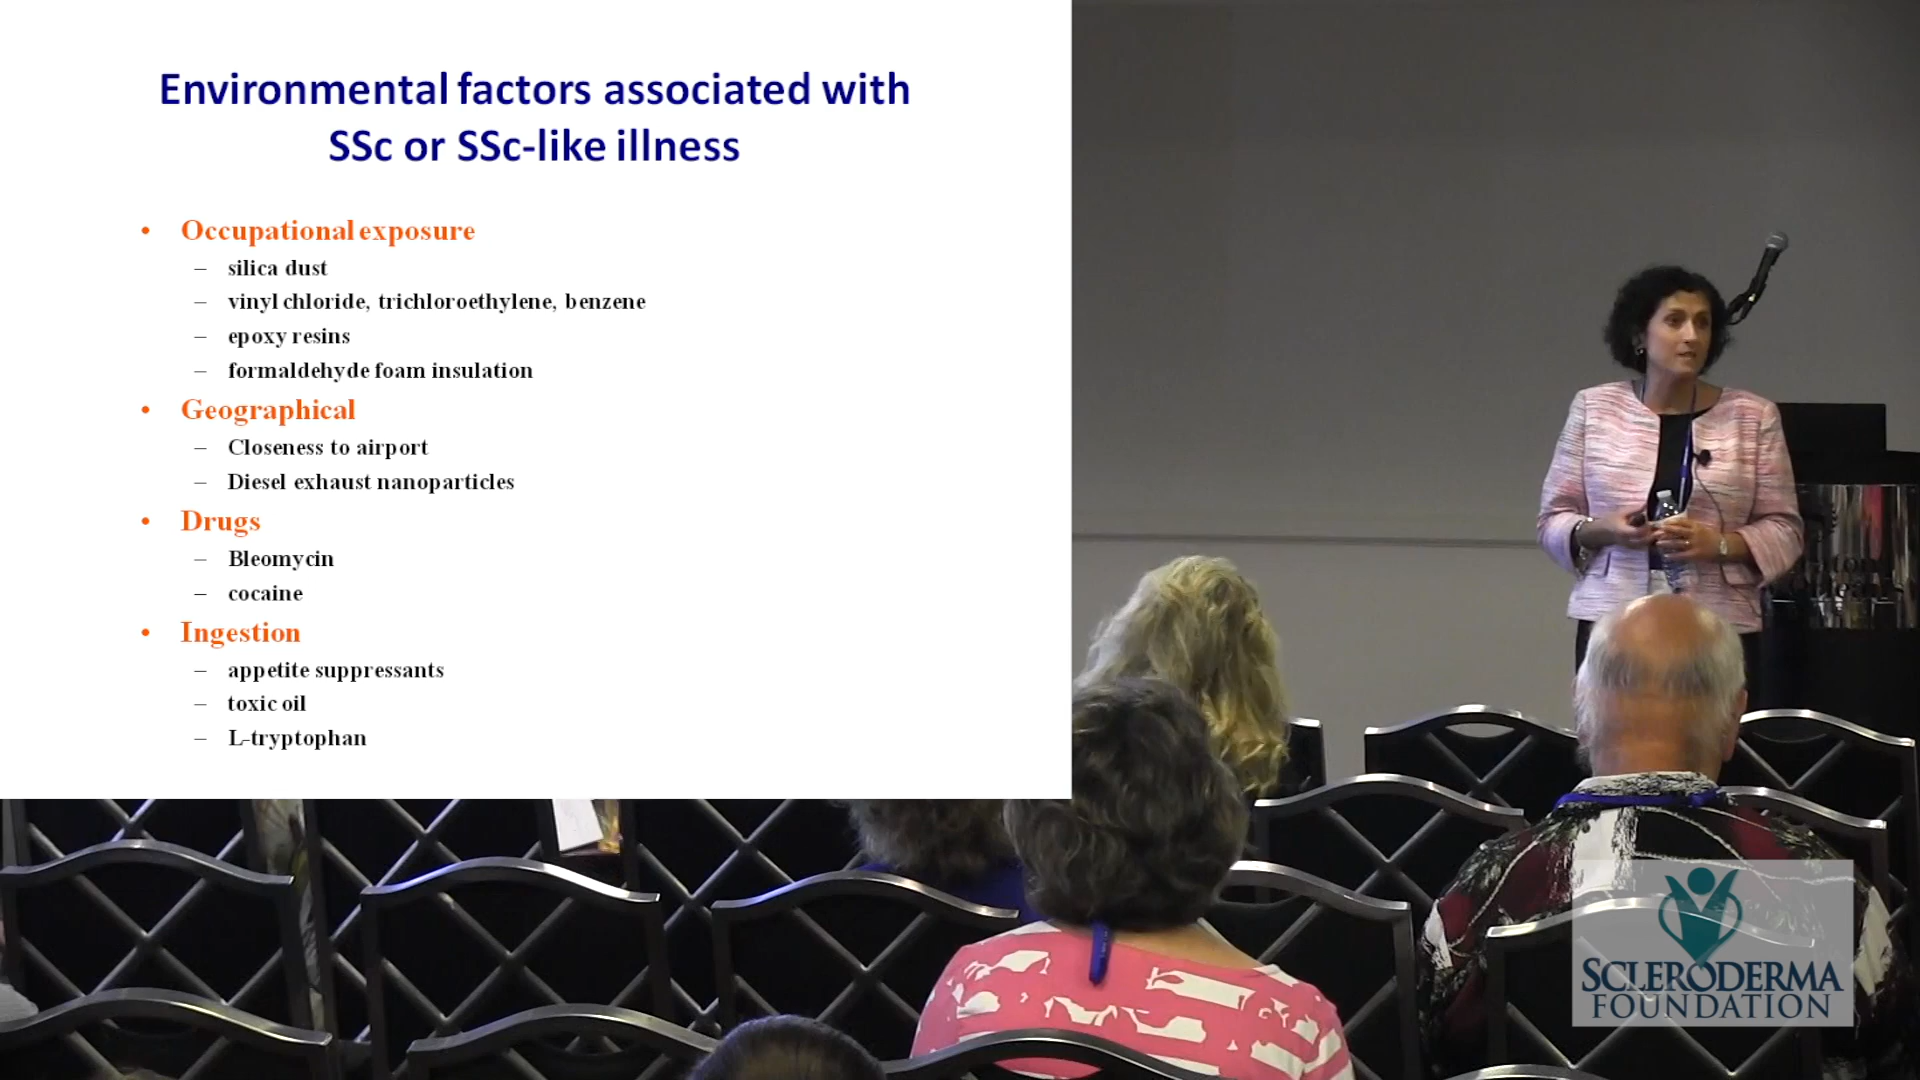 Environmental factors associated with
SSc or SSc-like illness
• Occupational exposure
– silica dust
– vinyl chloride, trichloroethylene, benzene
– epoxy resins
– formaldehyde foam insulation
• Geographical
– Closeness to airport
– Diesel exhaust nanoparticles
• Drugs
– Bleomycin
– cocaine
• Ingestion
– appetite suppressants
– toxic oil
– L-tryptophan
SCLERODERMA
FOUNDATION